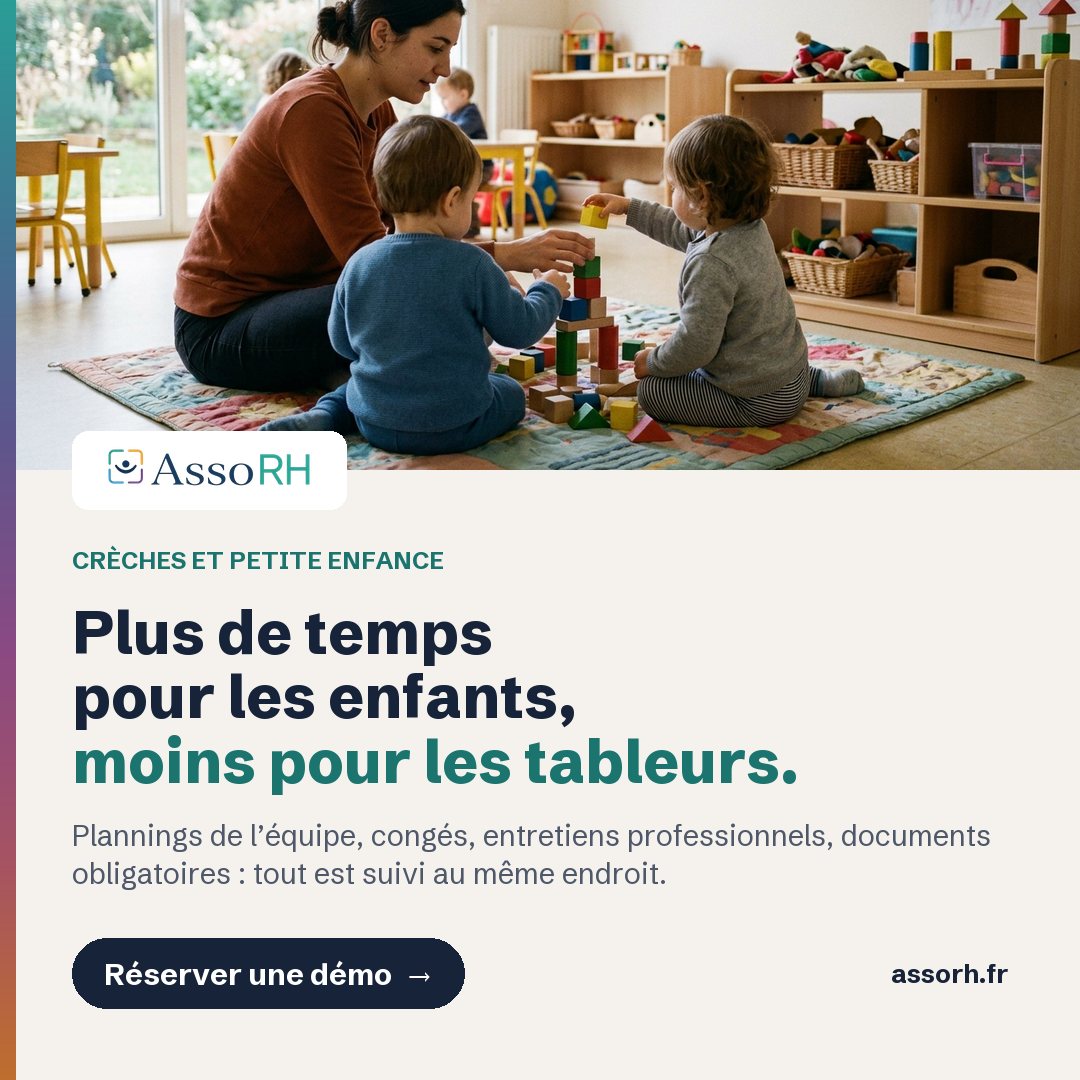 AssoRH
CRÈCHES ET PETITE ENFANCE
Plus de temps
pour les enfants,
moins pour les tableurs.
Plannings de l’équipe, congés, entretiens professionnels, documents
obligatoires : tout est suivi au même endroit.
Réserver une démo →
assorh.fr